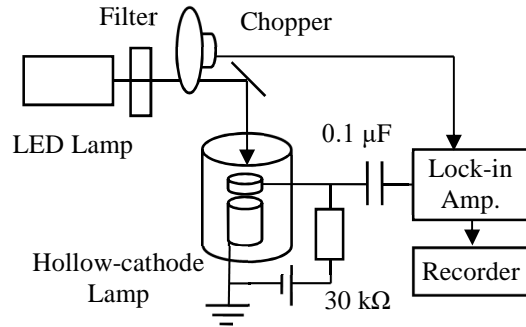 Filter
Chopper
LED Lamp
0.1 μF
Lock-in
Amp.
Hollow-cathode
Lamp
30 kΩ
Recorder